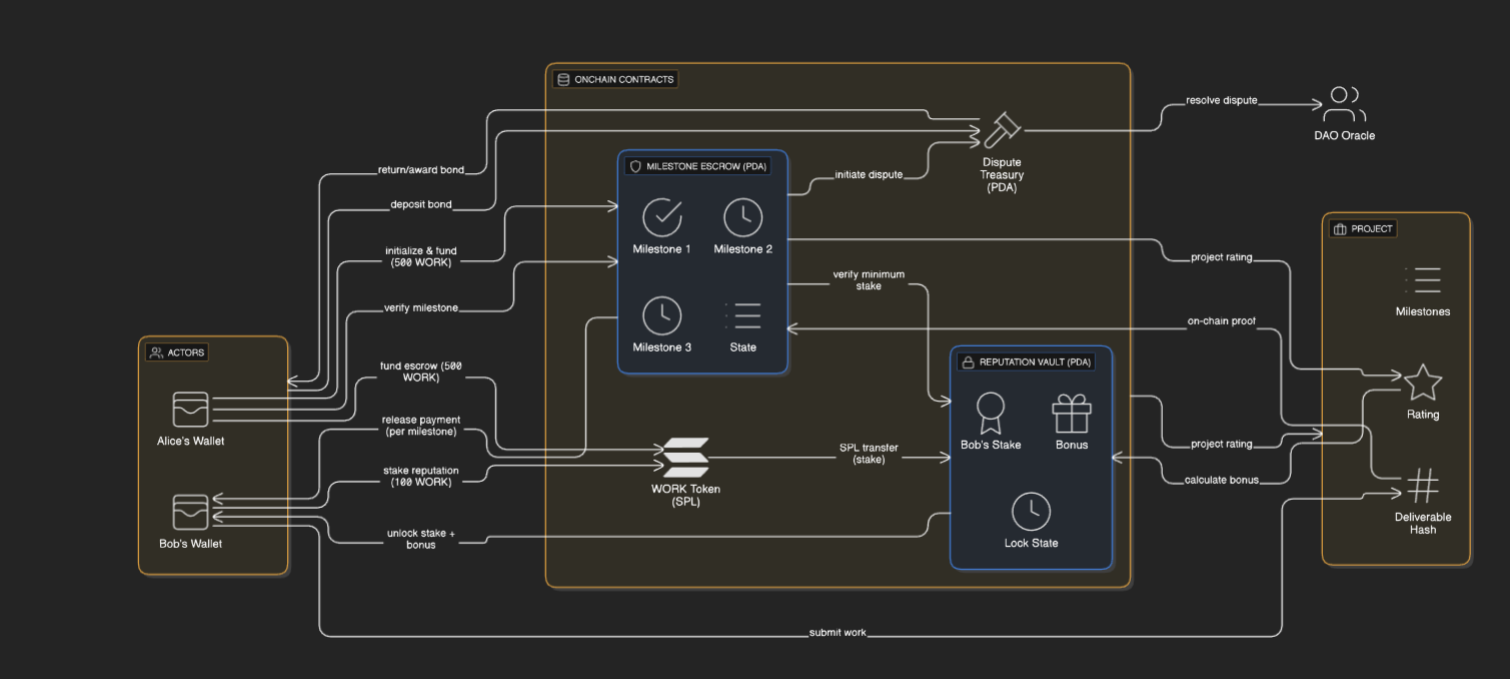 ONCHAIN CONTRACTS
resolve dispute
DAO Oracle
Dispute
Treasury
(PDA)
MILESTONE ESCROW (PDA)
return/award bond
initiate dispute
deposit bond
Milestone 1
Milestone 2
PROJECT
initialize & fund
(500 WORK)
project rating
verify minimum
stake
verify milestone
Milestones
on-chain proof
Milestone 3
State
ACTORS
REPUTATION VAULT (PDA)
fund escrow (500
WORK)
Rating
Alice's Wallet
release payment
(per milestone)
Bob's Stake
Bonus
project rating
SPL transfer
(stake)
stake reputation
(100 WORK)
calculate bonus
WORK Token
(SPL)
Deliverable
Hash
Bob's Wallet
unlock stake +
bonus
Lock State
submit work